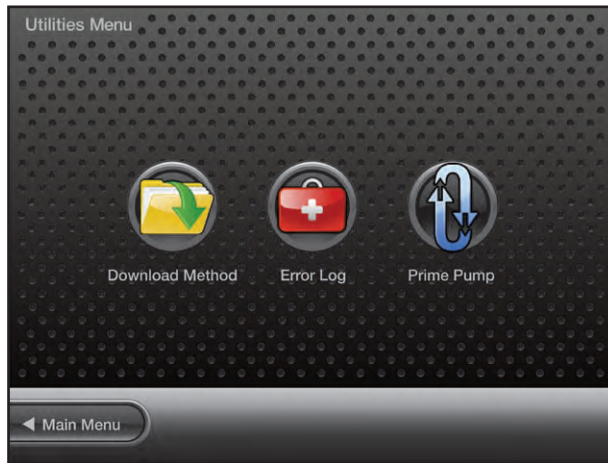 Utilities Menu
Download Method
Error Log
Prime Pump
Main Menu